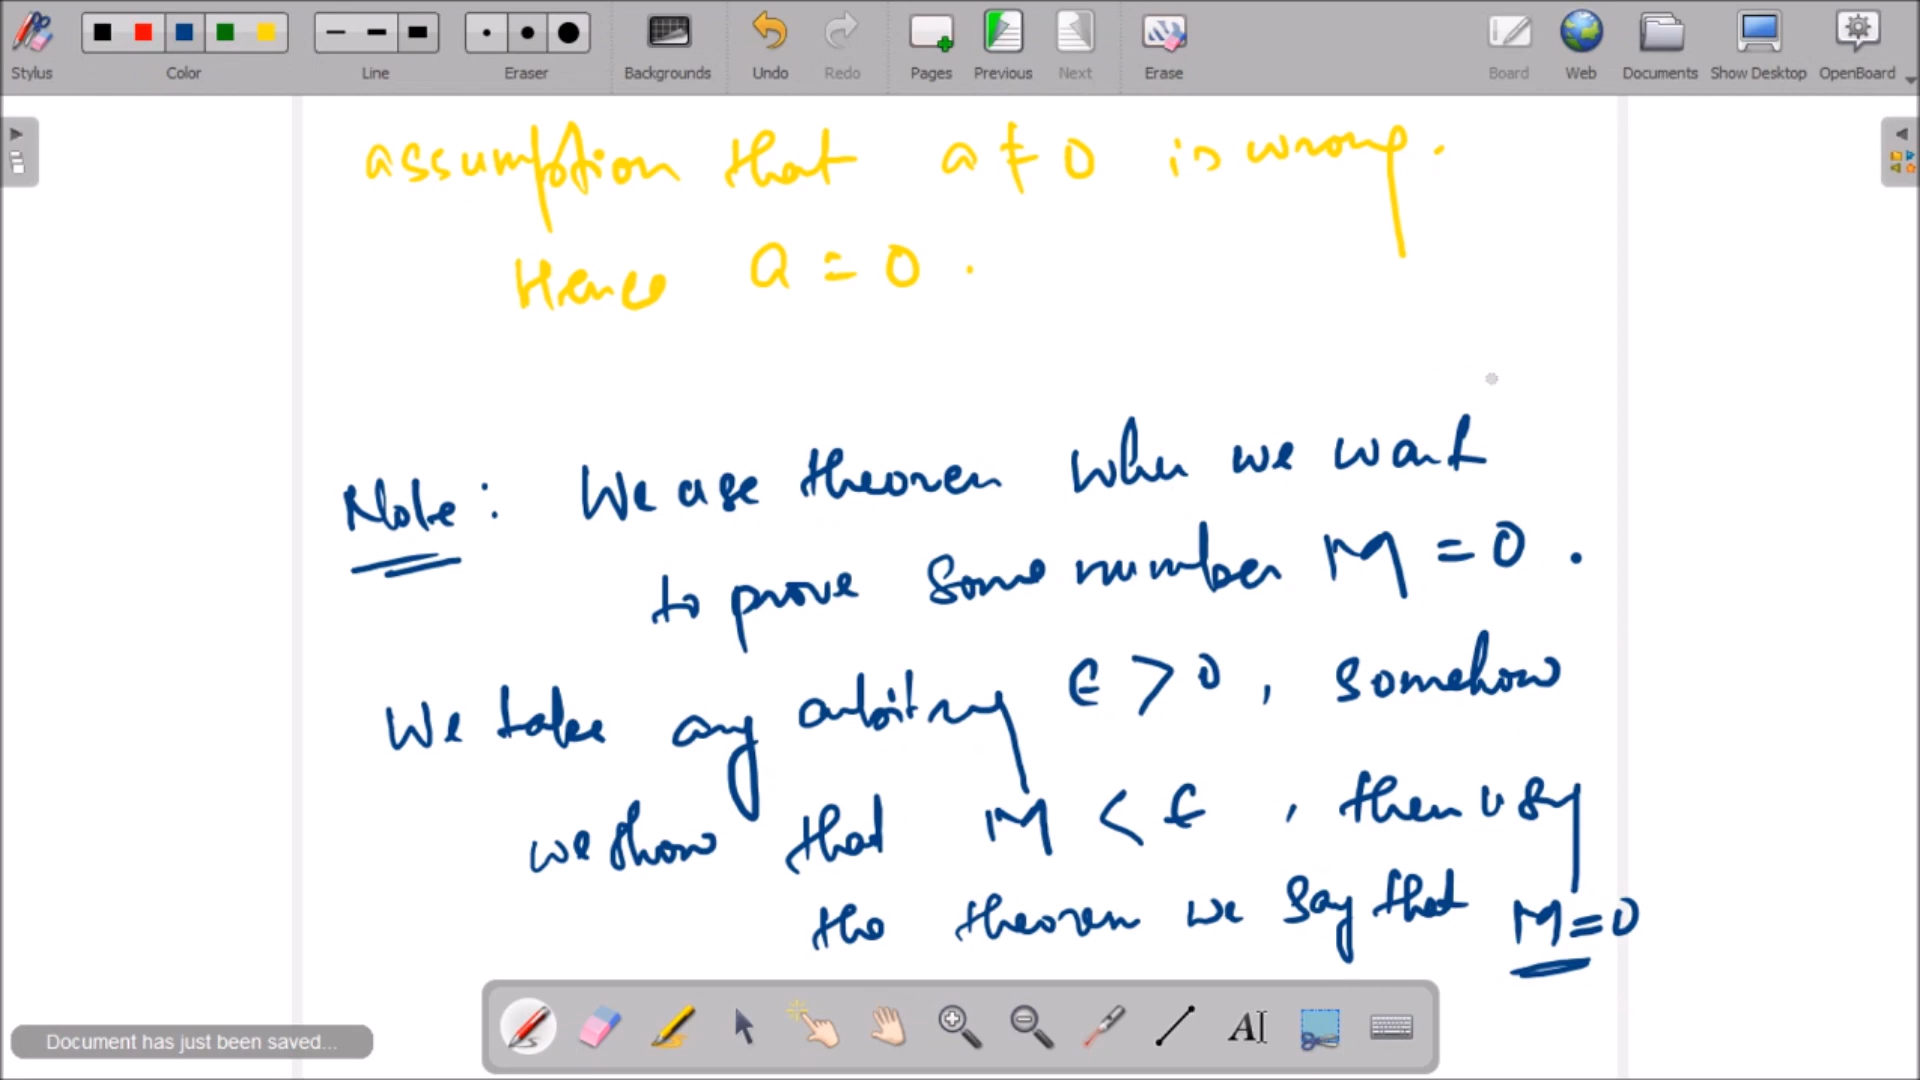 Stylus Color Line Eraser Backgrounds Undo Redo Pages Previous Next Erase Board Web Documents Show Desktop OpenBoard
assumption that a ≠ 0 is wrong.
Hence a = 0 .
Note : We use theorem when we want
to prove some number M = 0 .
We take any arbitrary ϵ > 0 , somehow
we show that M < ϵ , then using
the theorem we say that M = 0
Document has just been saved...